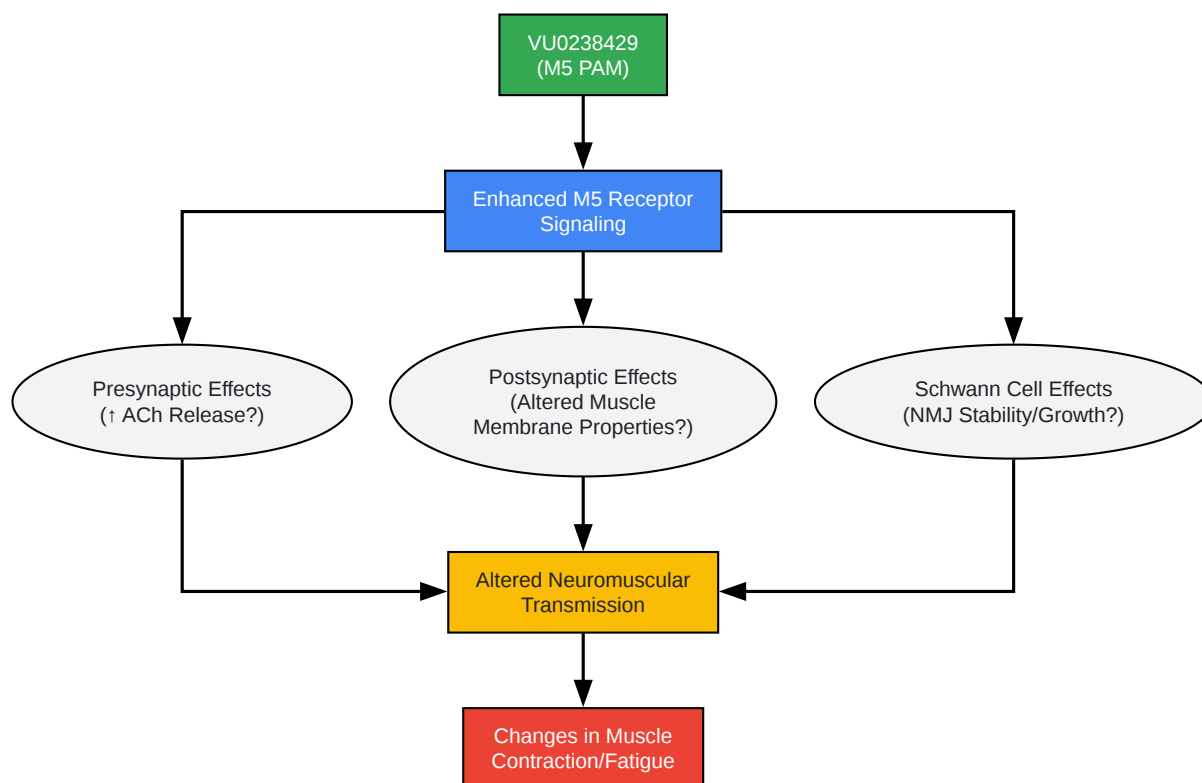 VU0238429
(M5 PAM)
Enhanced M5 Receptor
Signaling
Presynaptic Effects
(↑ ACh Release?)
Postsynaptic Effects
(Altered Muscle
Membrane Properties?)
Schwann Cell Effects
(NMJ Stability/Growth?)
Altered Neuromuscular
Transmission
Changes in Muscle
Contraction/Fatigue